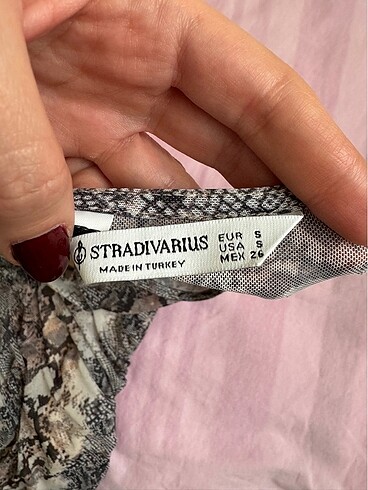 STRADIVARIUS
MADE IN TURKEY
EUR S
USA S
MEX 26